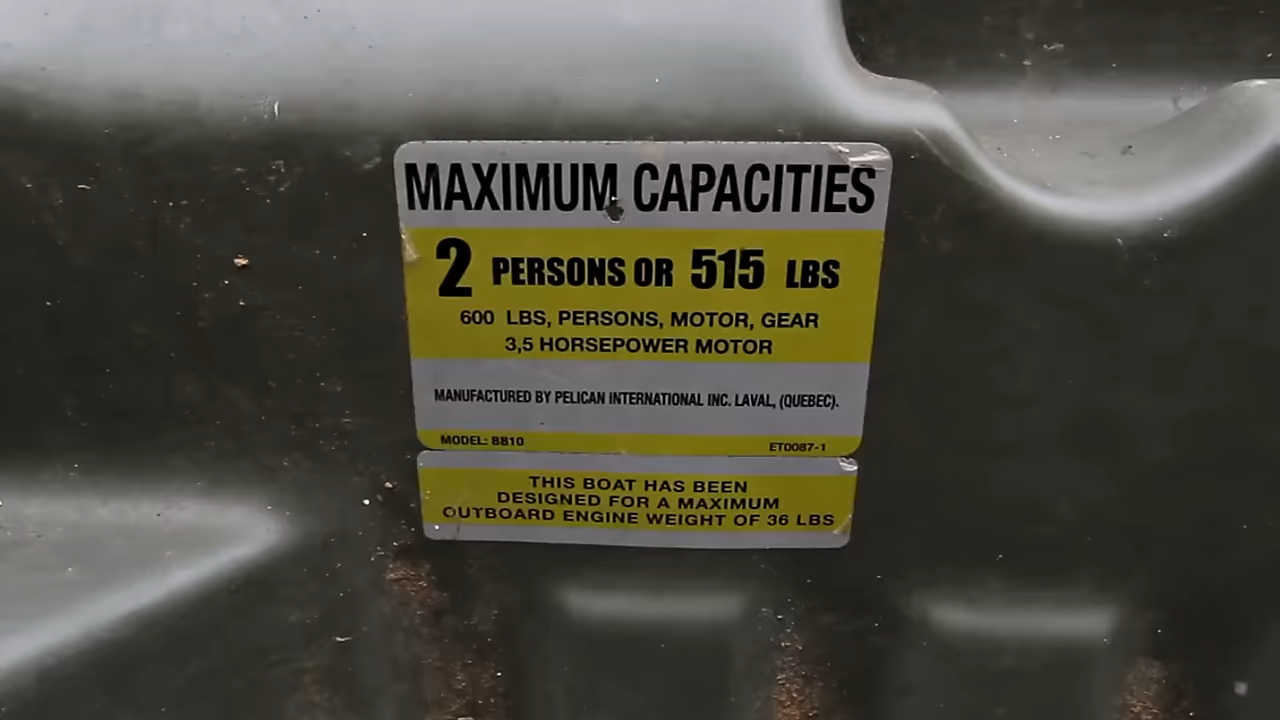 MAXIMUM CAPACITIES
2 PERSONS OR 515 LBS
600 LBS, PERSONS, MOTOR, GEAR
3,5 HORSEPOWER MOTOR
MANUFACTURED BY PELICAN INTERNATIONAL INC. LAVAL, (QUEBEC).
MODEL: BB10 ET0087-1
THIS BOAT HAS BEEN
DESIGNED FOR A MAXIMUM
OUTBOARD ENGINE WEIGHT OF 36 LBS